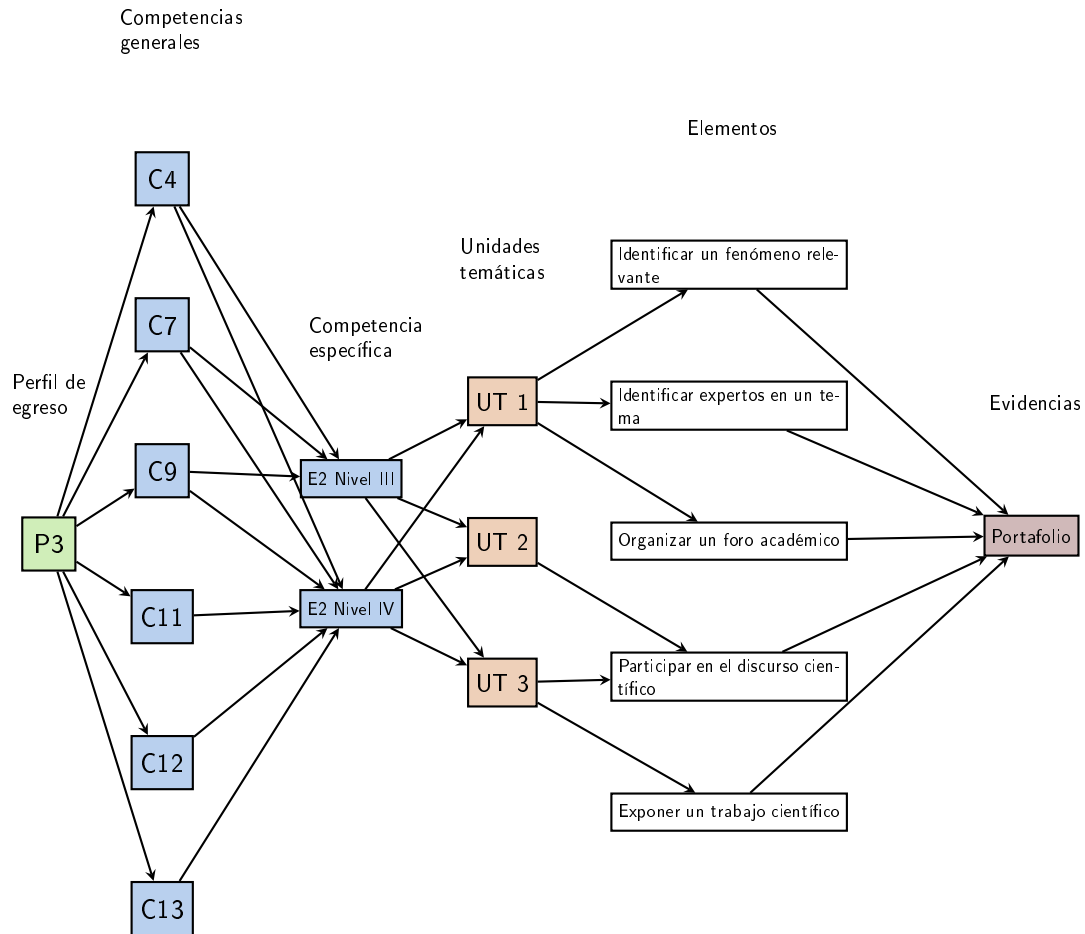 Competencias
generales
Elementos
C4
Unidades
temáticas
Identificar un fenómeno rele-
vante
C7
Competencia
específica
Perfil de
egreso
UT 1
Identificar expertos en un te-
ma
Evidencias
C9
E2 Nivel III
P3
UT 2
Organizar un foro académico
Portafolio
C11
E2 Nivel IV
UT 3
Participar en el discurso cien-
tífico
C12
Exponer un trabajo científico
C13